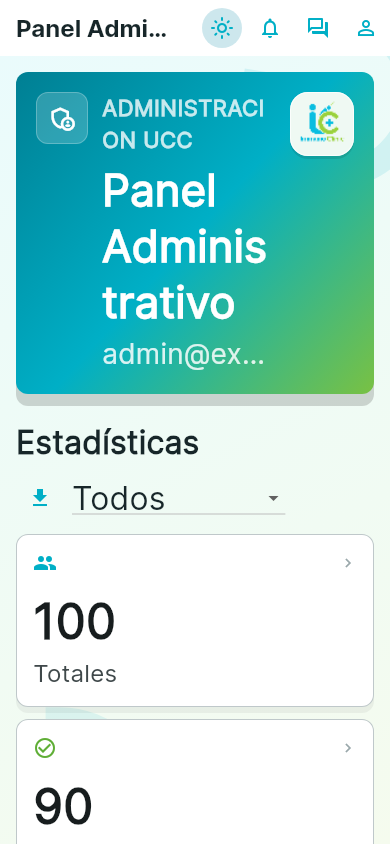 Panel Admi...
ADMINISTRACI
ON UCC
Panel
Adminis
trativo
admin@ex...
Estadísticas
Todos
100
Totales
90